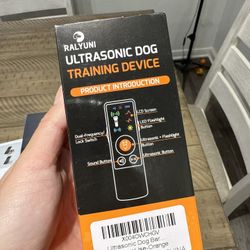 RALYUNI
ULTRASONIC DOG
TRAINING DEVICE
PRODUCT INTRODUCTION
LCD Screen
LED Flashlight
Button
Dual-Frequency/
Lock Switch
Ultrasonic + Flashlight
Button
Ultrasonic Button
Sound Button
Ultrasonic Dog Bar